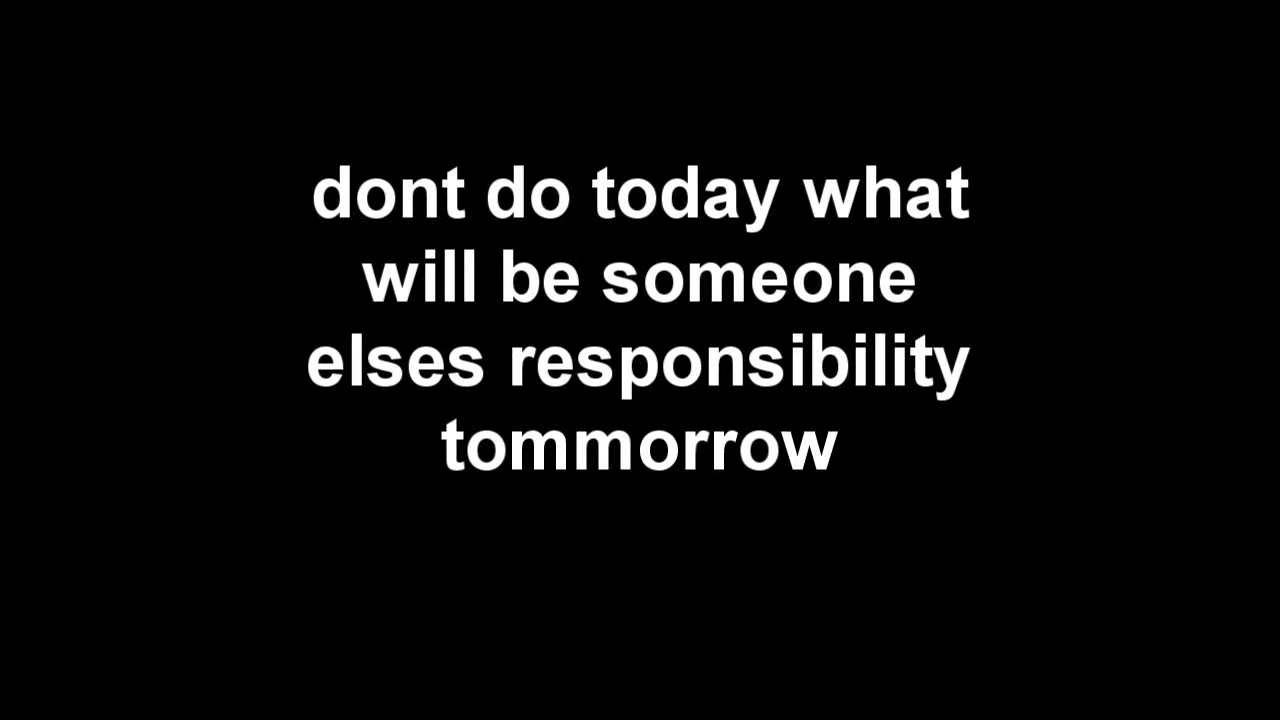 dont do today what
will be someone
elses responsibility
tommorrow